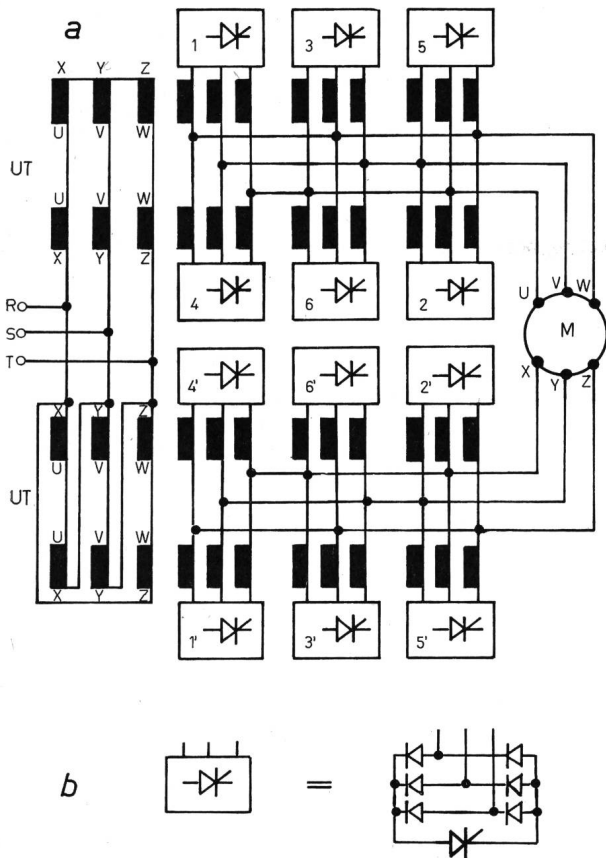 a
1 3 5
X Y Z
U V W
UT
U V W
X Y Z
4 6 2
R
S
T
U V W
M
X Y Z
4' 6' 2'
X Y Z
U V W
UT
U V W
X Y Z
1' 3' 5'
b =